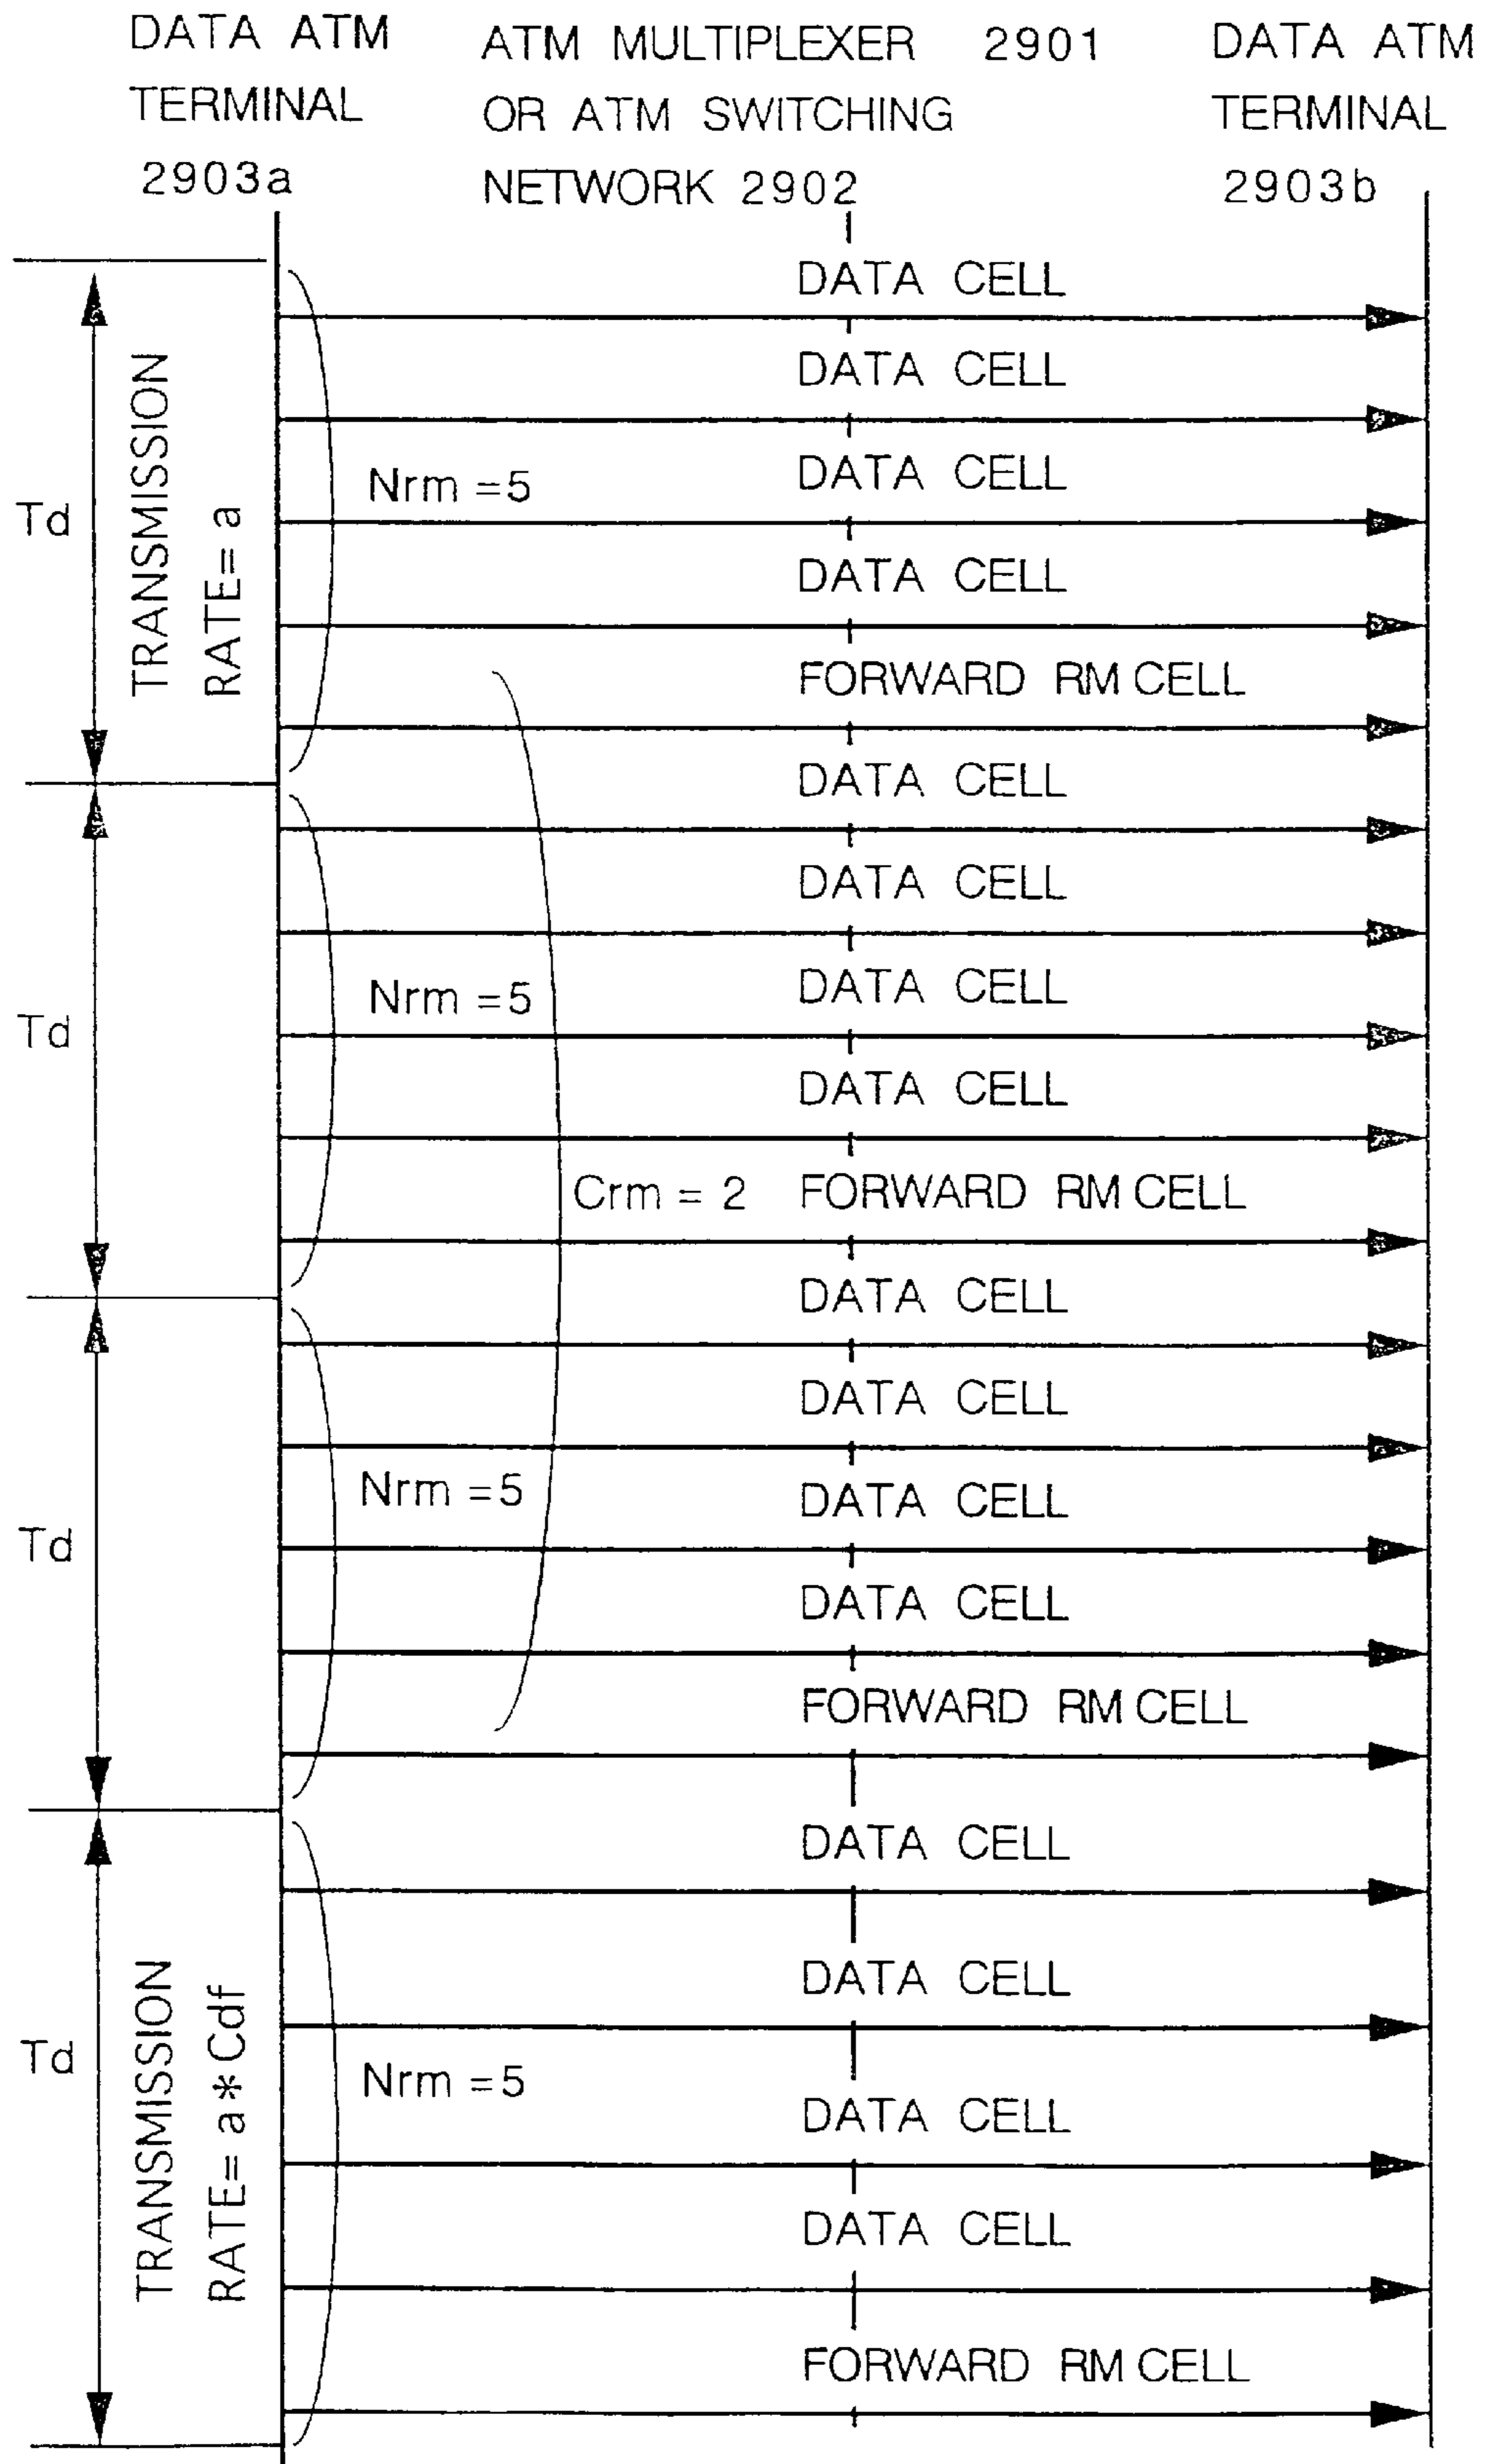 DATA ATM
TERMINAL
2903a
ATM MULTIPLEXER 2901
OR ATM SWITCHING
NETWORK 2902
DATA ATM
TERMINAL
2903b
DATA CELL
DATA CELL
DATA CELL
DATA CELL
FORWARD RM CELL
Td
TRANSMISSION
RATE= a
Nrm =5
DATA CELL
DATA CELL
DATA CELL
DATA CELL
FORWARD RM CELL
Td
Nrm =5
Crm = 2
DATA CELL
DATA CELL
DATA CELL
DATA CELL
FORWARD RM CELL
Td
Nrm =5
DATA CELL
DATA CELL
DATA CELL
DATA CELL
FORWARD RM CELL
Td
TRANSMISSION
RATE= a*Cdf
Nrm =5